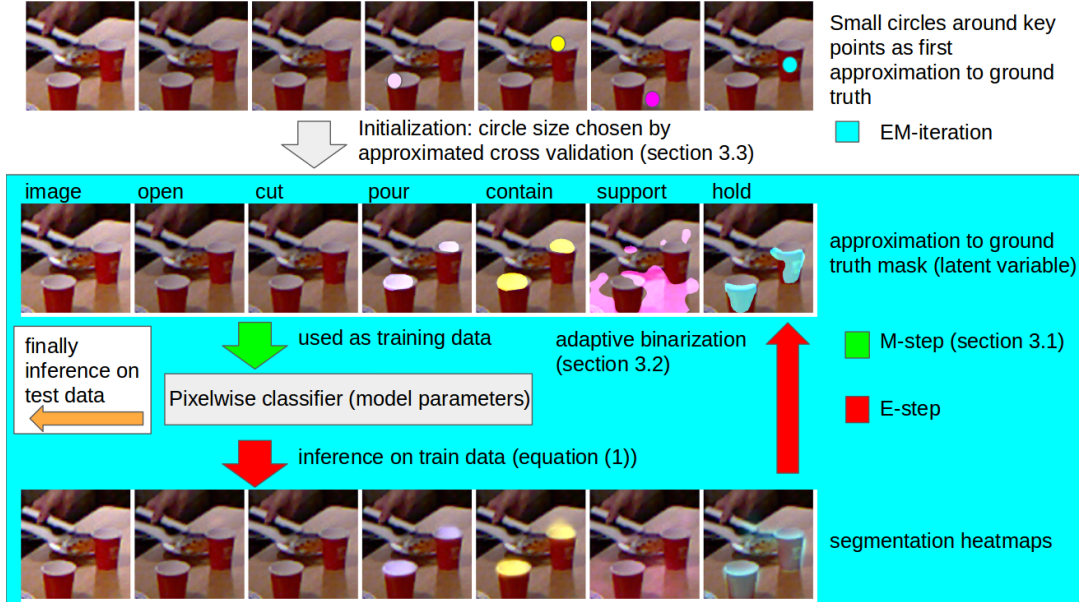 Small circles around key
points as first
approximation to ground
truth
EM-iteration
Initialization: circle size chosen by
approximated cross validation (section 3.3)
image open cut pour contain support hold
approximation to ground
truth mask (latent variable)
used as training data
adaptive binarization
(section 3.2)
M-step (section 3.1)
finally
inference on
test data
Pixelwise classifier (model parameters)
E-step
inference on train data (equation (1))
segmentation heatmaps